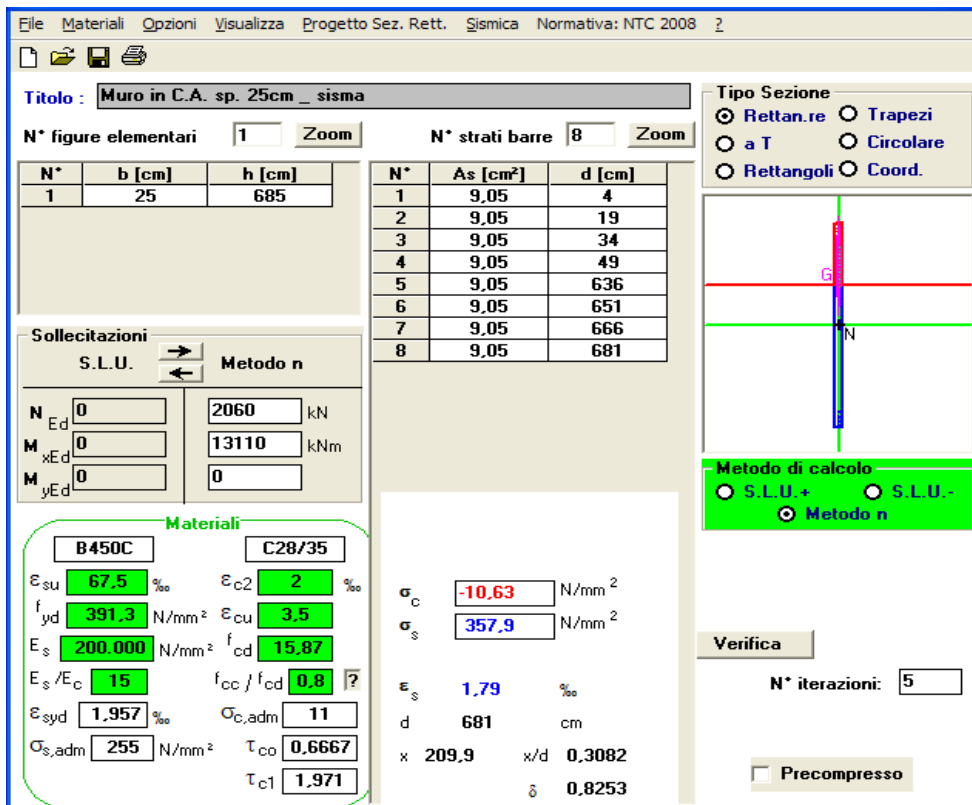 File Materiali Opzioni Visualizza Progetto Sez. Rett. Sismica Normativa: NTC 2008 ?
Titolo : Muro in C.A. sp. 25cm _ sisma
N° figure elementari 1 Zoom
N° b [cm] h [cm]
1 25 685
N° strati barre 8 Zoom
N° As [cm²] d [cm]
1 9,05 4
2 9,05 19
3 9,05 34
4 9,05 49
5 9,05 636
6 9,05 651
7 9,05 666
8 9,05 681
Tipo Sezione
Rettan.re Trapezi
a T Circolare
Rettangoli Coord.
G
N
Sollecitazioni
S.L.U. Metodo n
N Ed 0 2060 kN
M xEd 0 13110 kNm
M yEd 0 0
Metodo di calcolo
S.L.U.+ S.L.U.-
Metodo n
Materiali
B450C C28/35
εsu 67,5 ‰ εc2 2 ‰
fyd 391,3 N/mm² εcu 3,5
Es 200.000 N/mm² fcd 15,87
Es/Ec 15 fcc / fcd 0,8 ?
εsyd 1,957 ‰ σc,adm 11
σs,adm 255 N/mm² τco 0,6667
τc1 1,971
σc -10,63 N/mm²
σs 357,9 N/mm²
εs 1,79 ‰
d 681 cm
x 209,9 x/d 0,3082
δ 0,8253
Verifica
N° iterazioni: 5
Precompresso